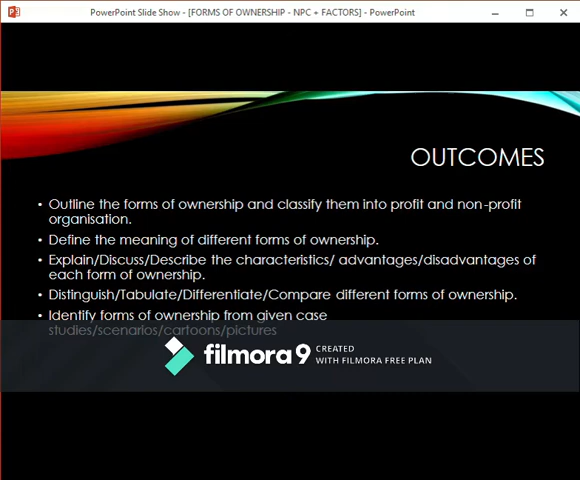 PowerPoint Slide Show - [FORMS OF OWNERSHIP - NPC + FACTORS] - PowerPoint
OUTCOMES
• Outline the forms of ownership and classify them into profit and non-profit
organisation.
• Define the meaning of different forms of ownership.
• Explain/Discuss/Describe the characteristics/ advantages/disadvantages of
each form of ownership.
• Distinguish/Tabulate/Differentiate/Compare different forms of ownership.
• Identify forms of ownership from given case
studies/scenarios/cartoons/pictures
filmora9 CREATED
WITH FILMORA FREE PLAN